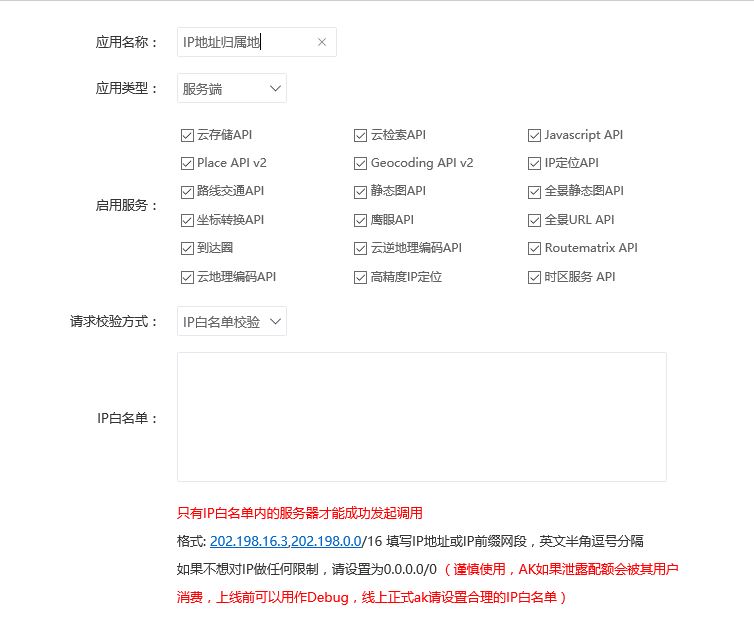 应用名称： IP地址归属地 ×
应用类型： 服务端
云存储API 云检索API Javascript API
Place API v2 Geocoding API v2 IP定位API
路线交通API 静态图API 全景静态图API
启用服务：
坐标转换API 鹰眼API 全景URL API
到达圈 云逆地理编码API Routematrix API
云地理编码API 高精度IP定位 时区服务 API
请求校验方式： IP白名单校验
IP白名单：
只有IP白名单内的服务器才能成功发起调用
格式: 202.198.16.3,202.198.0.0/16 填写IP地址或IP前缀网段，英文半角逗号分隔
如果不想对IP做任何限制，请设置为0.0.0.0/0 （谨慎使用，AK如果泄露配额会被其用户
消费，上线前可以用作Debug，线上正式ak请设置合理的IP白名单）